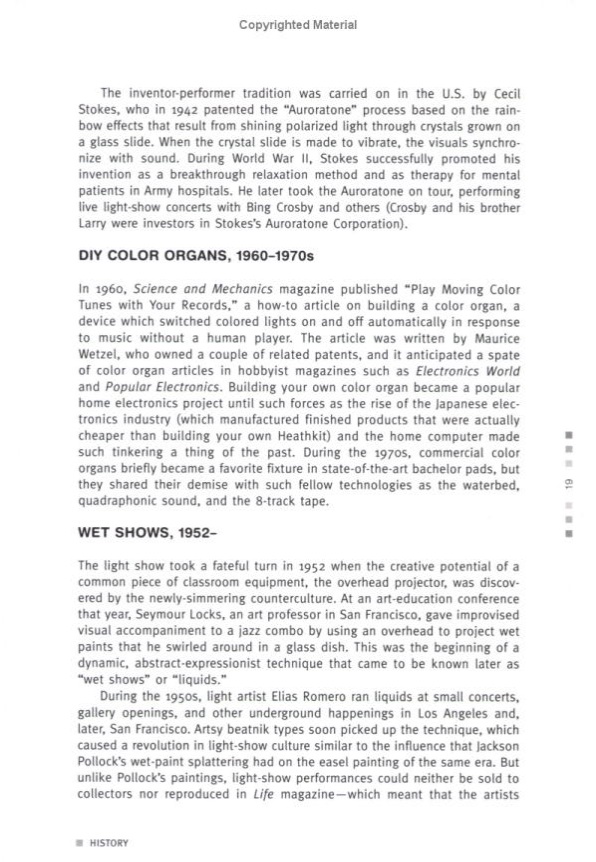 Copyrighted Material
The inventor-performer tradition was carried on in the U.S. by Cecil
Stokes, who in 1942 patented the “Auroratone” process based on the rain-
bow effects that result from shining polarized light through crystals grown on
a glass slide. When the crystal slide is made to vibrate, the visuals synchro-
nize with sound. During World War II, Stokes successfully promoted his
invention as a breakthrough relaxation method and as therapy for mental
patients in Army hospitals. He later took the Auroratone on tour, performing
live light-show concerts with Bing Crosby and others (Crosby and his brother
Larry were investors in Stokes’s Auroratone Corporation).
DIY COLOR ORGANS, 1960–1970s
In 1960, Science and Mechanics magazine published “Play Moving Color
Tunes with Your Records,” a how-to article on building a color organ, a
device which switched colored lights on and off automatically in response
to music without a human player. The article was written by Maurice
Wetzel, who owned a couple of related patents, and it anticipated a spate
of color organ articles in hobbyist magazines such as Electronics World
and Popular Electronics. Building your own color organ became a popular
home electronics project until such forces as the rise of the Japanese elec-
tronics industry (which manufactured finished products that were actually
cheaper than building your own Heathkit) and the home computer made
such tinkering a thing of the past. During the 1970s, commercial color
organs briefly became a favorite fixture in state-of-the-art bachelor pads, but
they shared their demise with such fellow technologies as the waterbed,
quadraphonic sound, and the 8-track tape.
WET SHOWS, 1952–
The light show took a fateful turn in 1952 when the creative potential of a
common piece of classroom equipment, the overhead projector, was discov-
ered by the newly-simmering counterculture. At an art-education conference
that year, Seymour Locks, an art professor in San Francisco, gave improvised
visual accompaniment to a jazz combo by using an overhead to project wet
paints that he swirled around in a glass dish. This was the beginning of a
dynamic, abstract-expressionist technique that came to be known later as
“wet shows” or “liquids.”
During the 1950s, light artist Elias Romero ran liquids at small concerts,
gallery openings, and other underground happenings in Los Angeles and,
later, San Francisco. Artsy beatnik types soon picked up the technique, which
caused a revolution in light-show culture similar to the influence that Jackson
Pollock’s wet-paint splattering had on the easel painting of the same era. But
unlike Pollock’s paintings, light-show performances could neither be sold to
collectors nor reproduced in Life magazine—which meant that the artists
19
HISTORY